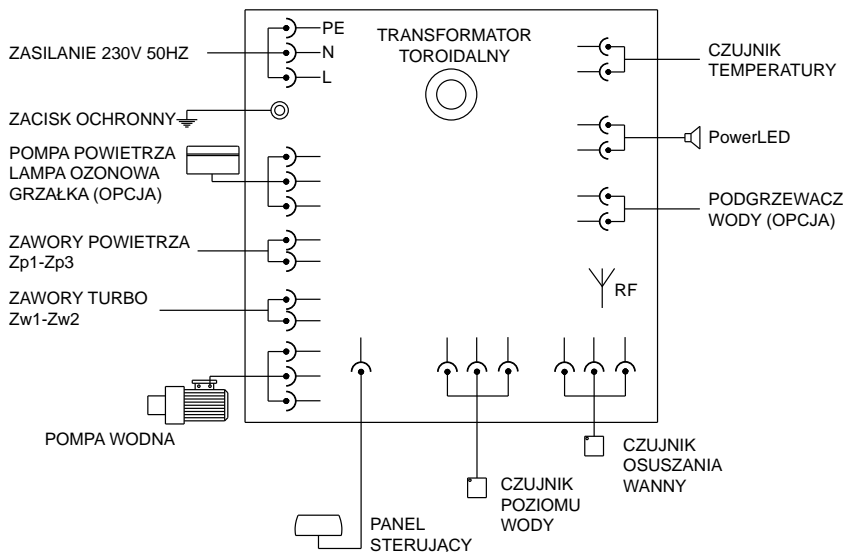 ZASILANIE 230V 50HZ
PE
N
L
TRANSFORMATOR
TOROIDALNY
CZUJNIK
TEMPERATURY
ZACISK OCHRONNY
POMPA POWIETRZA
LAMPA OZONOWA
GRZAŁKA (OPCJA)
PowerLED
PODGRZEWACZ
WODY (OPCJA)
ZAWORY POWIETRZA
Zp1-Zp3
RF
ZAWORY TURBO
Zw1-Zw2
POMPA WODNA
CZUJNIK
OSUSZANIA
WANNY
CZUJNIK
POZIOMU
WODY
PANEL
STERUJĄCY